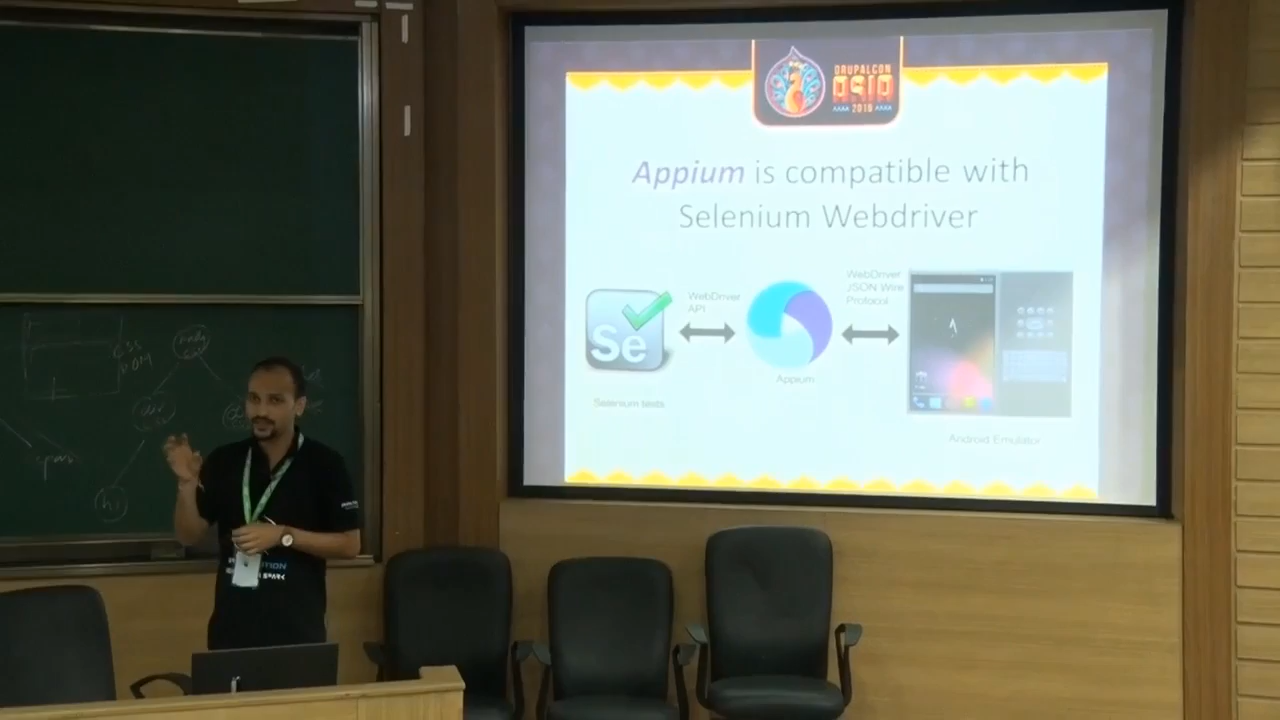 DRUPALCON
ASIA
2016
Appium is compatible with
Selenium Webdriver
WebDriver
API
WebDriver
JSON Wire
Protocol
Se
Appium
Selenium tests
Android Emulator
CSS
DOM